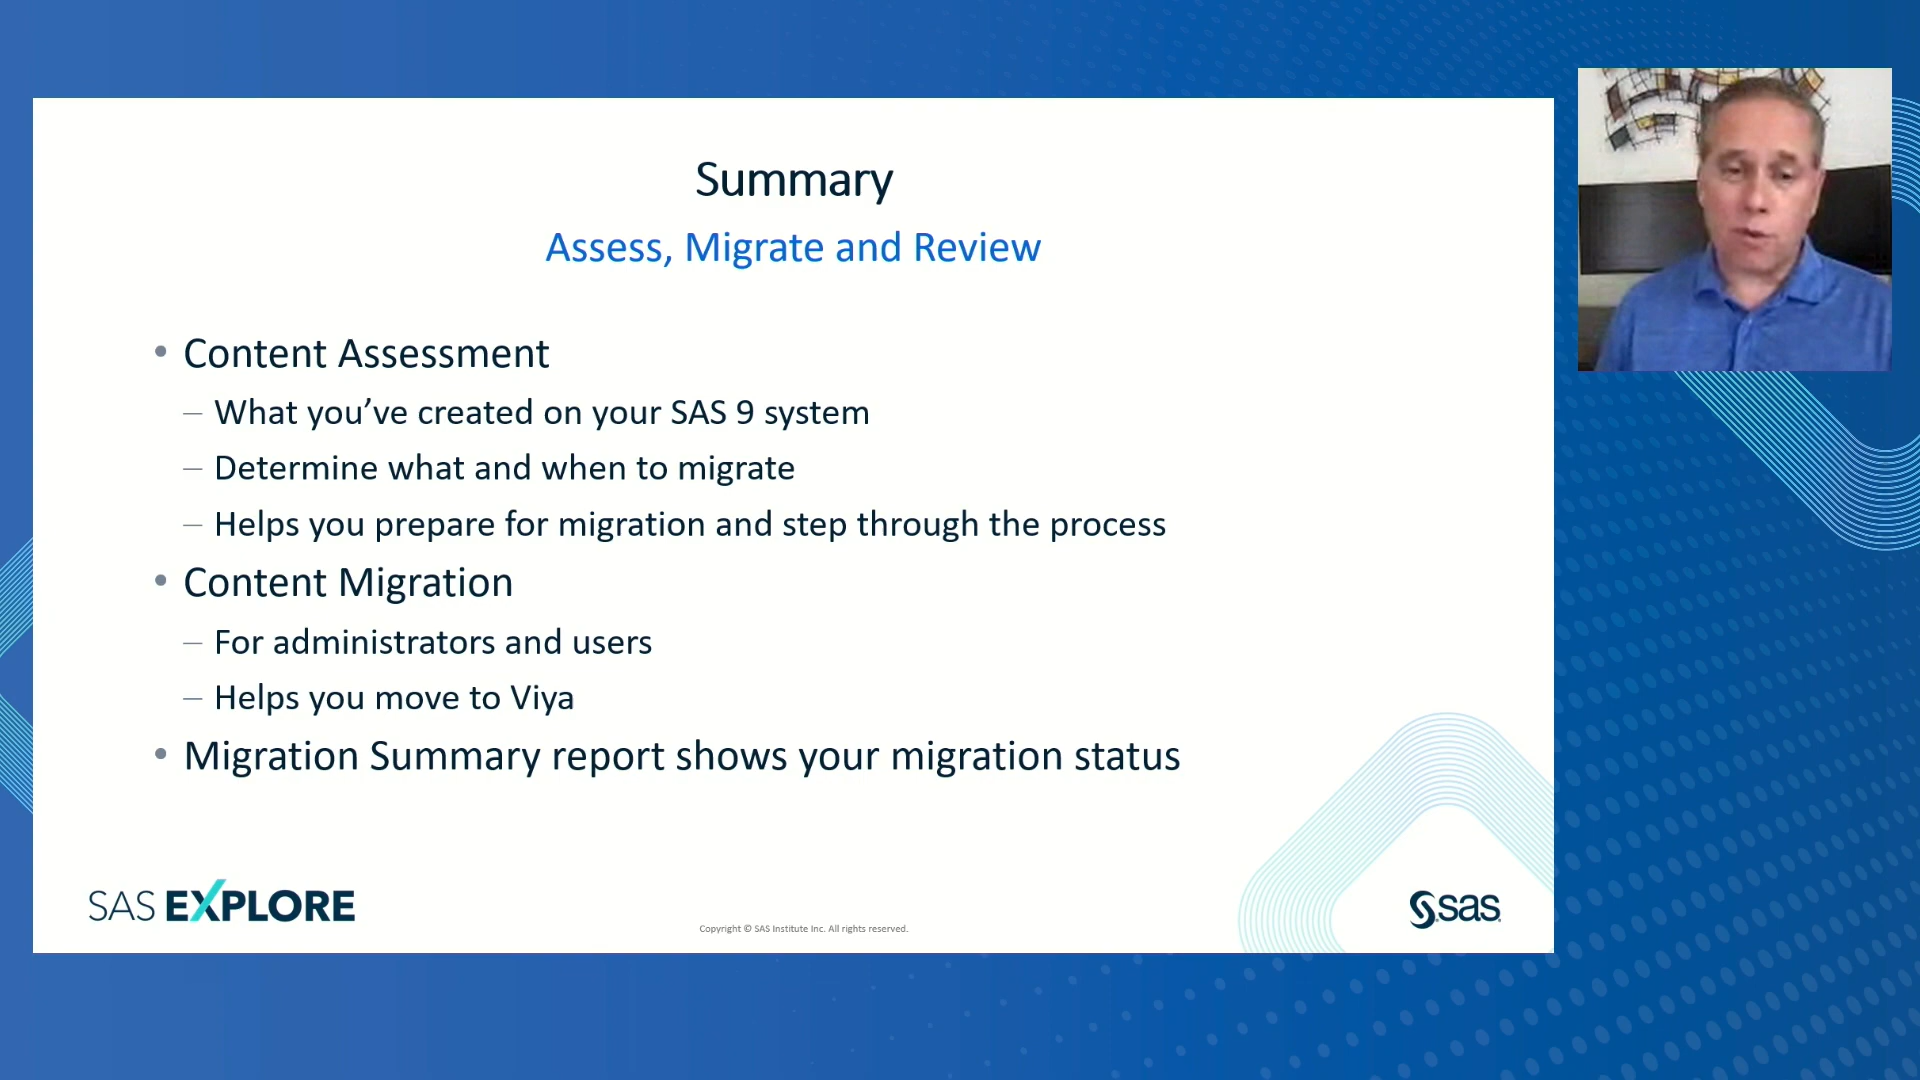 Summary
Assess, Migrate and Review
• Content Assessment
– What you’ve created on your SAS 9 system
– Determine what and when to migrate
– Helps you prepare for migration and step through the process
• Content Migration
– For administrators and users
– Helps you move to Viya
• Migration Summary report shows your migration status
SAS EXPLORE
Copyright © SAS Institute Inc. All rights reserved.
sas